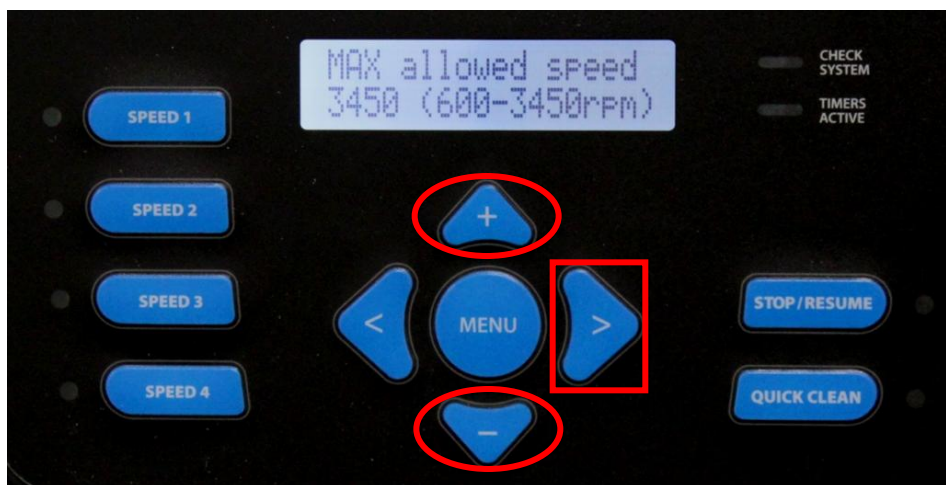 MAX allowed speed
3450 (600-3450rpm)
CHECK
SYSTEM
TIMERS
ACTIVE
SPEED 1
SPEED 2
SPEED 3
SPEED 4
+
<
MENU
>
-
STOP/RESUME
QUICK CLEAN